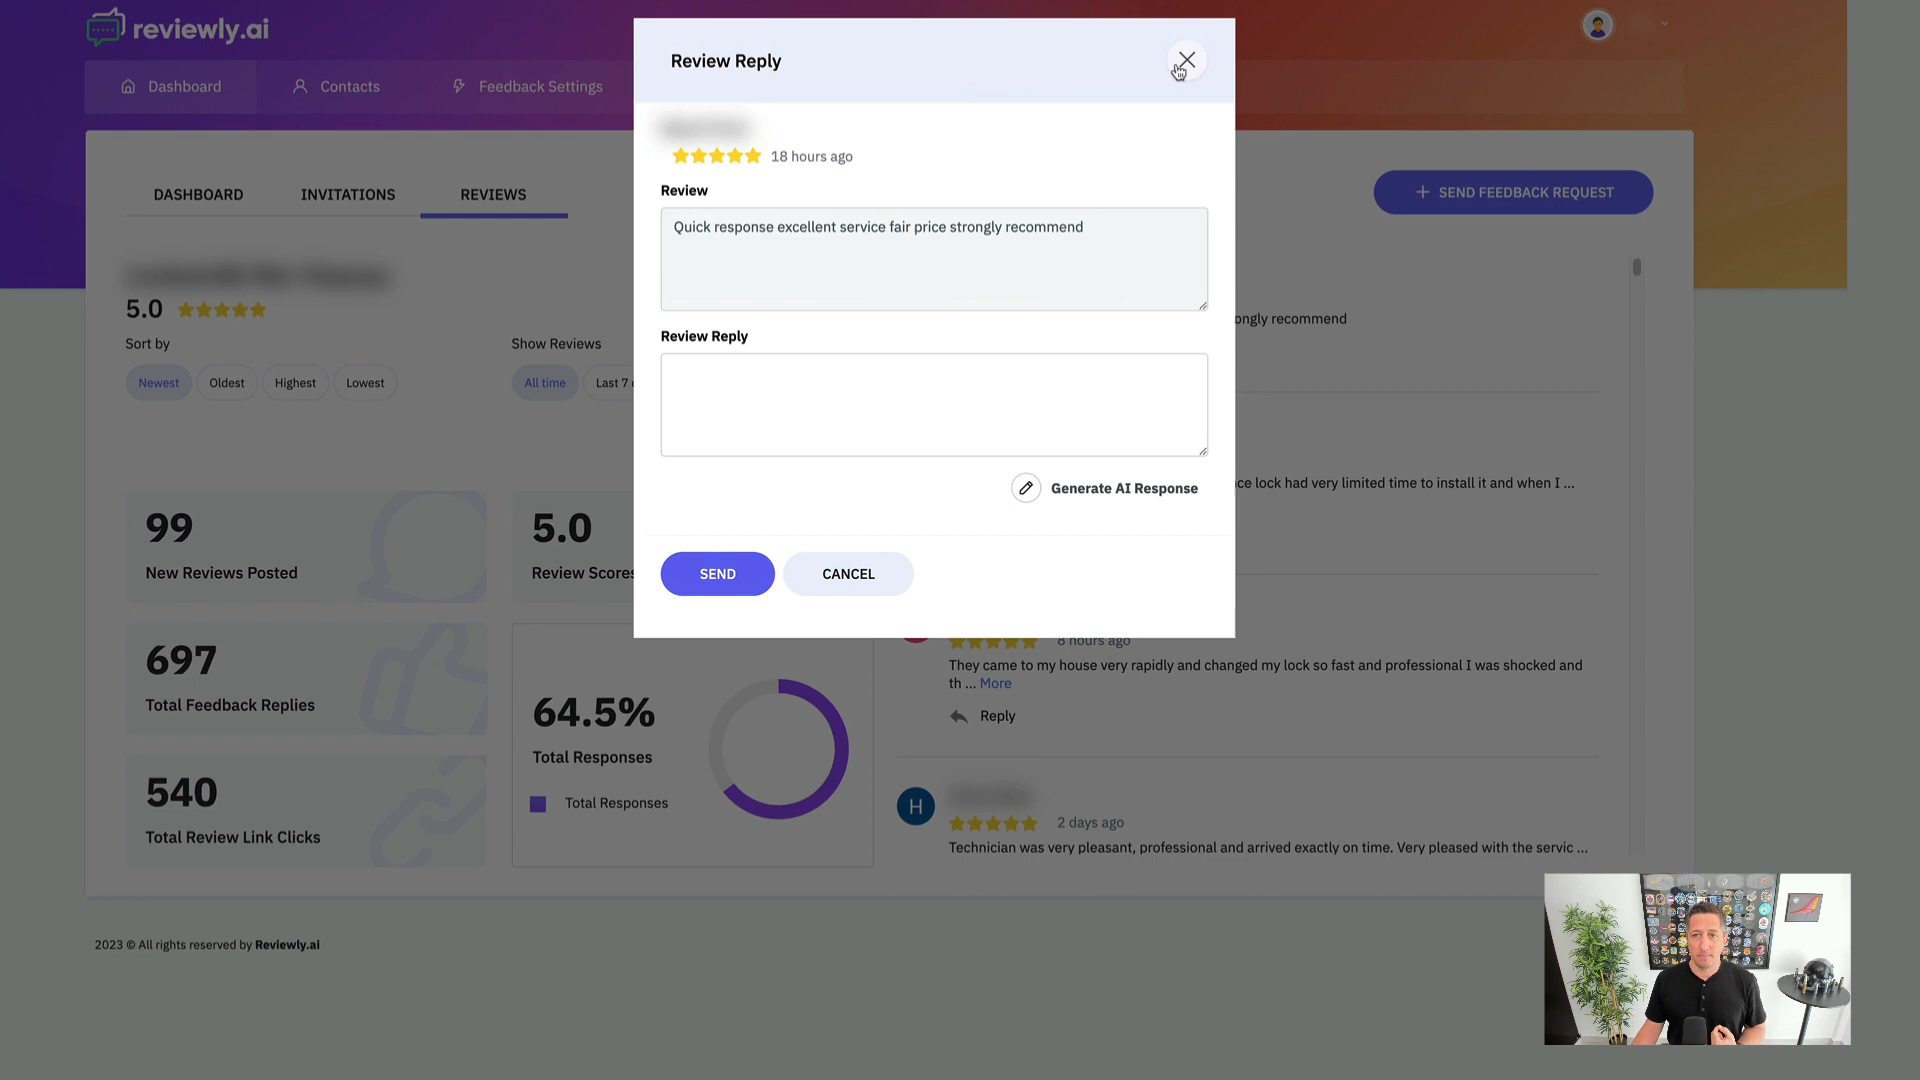 reviewly.ai
Dashboard
Contacts
Feedback Settings
Review Reply
18 hours ago
Review
Quick response excellent service fair price strongly recommend
Review Reply
Generate AI Response
SEND
CANCEL
DASHBOARD
INVITATIONS
REVIEWS
+ SEND FEEDBACK REQUEST
5.0
Sort by
Newest
Oldest
Highest
Lowest
Show Reviews
All time
Last 7
99
New Reviews Posted
5.0
Review Scores
697
Total Feedback Replies
540
Total Review Link Clicks
64.5%
Total Responses
Total Responses
recommend
lock had very limited time to install it and when I ...
8 hours ago
They came to my house very rapidly and changed my lock so fast and professional I was shocked and
th ... More
Reply
H
2 days ago
Technician was very pleasant, professional and arrived exactly on time. Very pleased with the servic ...
2023 © All rights reserved by Reviewly.ai